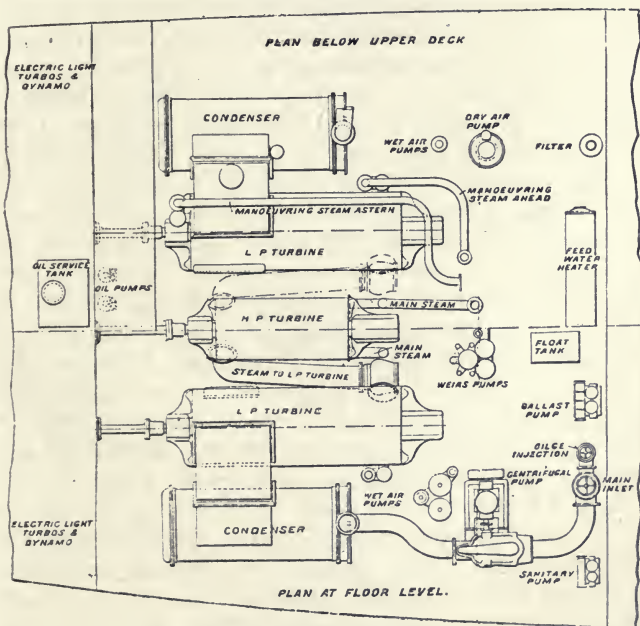 PLAN BELOW UPPER DECK
ELECTRIC LIGHT
TURBOS &
DYNAMO
CONDENSER
WET AIR
PUMPS
DRY AIR
PUMP
FILTER
MANOEUVRING
STEAM AHEAD
MANOEUVRING STEAM ASTERN
L P TURBINE
OIL SERVICE
TANK
OIL PUMPS
FEED
WATER
HEATER
H P TURBINE
MAIN STEAM
MAIN
STEAM
FLOAT
TANK
STEAM TO L P TURBINE
WEIRS PUMPS
L P TURBINE
BALLAST
PUMP
BILGE
INJECTION
CENTRIFUGAL
PUMP
MAIN
INLET
WET AIR
PUMPS
ELECTRIC LIGHT
TURBOS &
DYNAMO
CONDENSER
SANITARY
PUMP
PLAN AT FLOOR LEVEL.